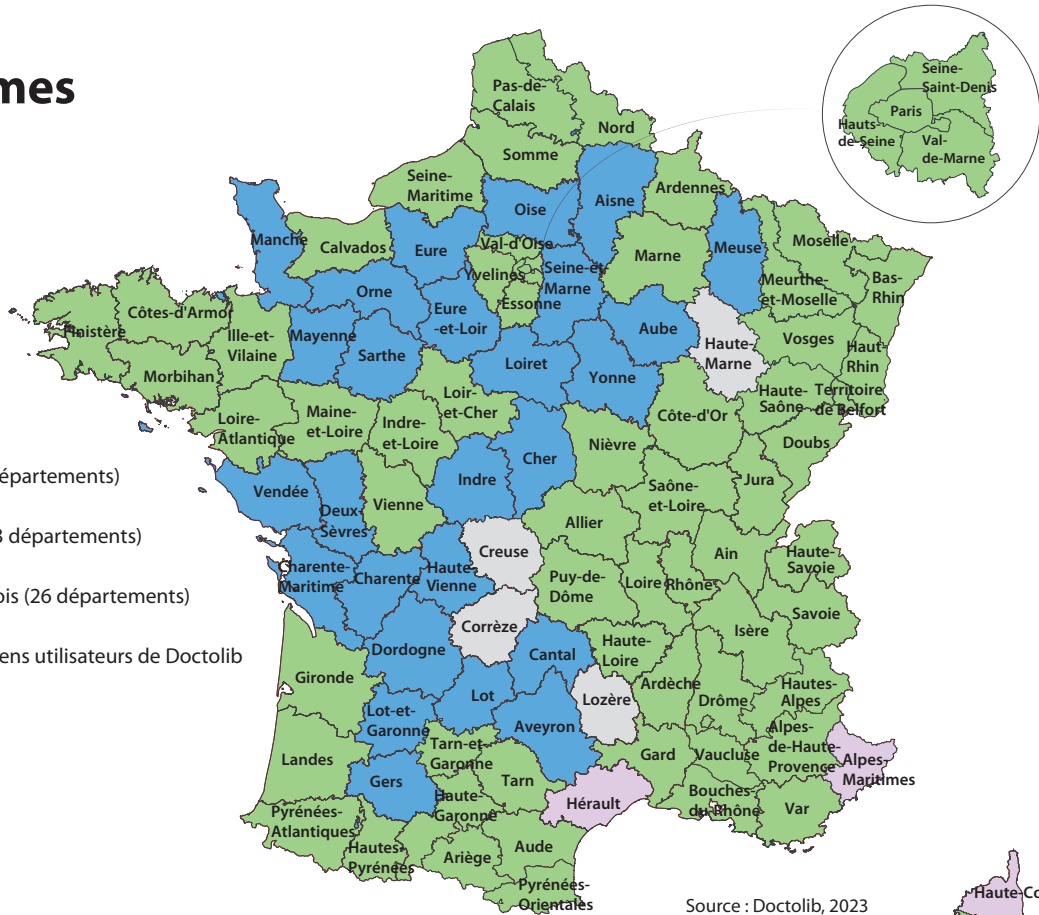 mes
Seine-
Saint-Denis
Paris
Hauts-
de-Seine
Val-
de-Marne
Pas-de-
Calais
Nord
Somme
Seine-
Maritime
Oise
Aisne
Ardennes
Manche
Calvados
Eure
Val-d'Oise
Yvelines
Essonne
Seine-et-
Marne
Marne
Meuse
Moselle
Meurthe-
et-Moselle
Bas-
Rhin
Orne
Eure
-et-Loir
Côtes-d'Armor
Finistère
Ille-et-
Vilaine
Mayenne
Sarthe
Loiret
Aube
Haute-
Marne
Vosges
Haut-
Rhin
Yonne
Morbihan
Loir-
et-Cher
Haute-
Saône
Territoire
de Belfort
Loire-
Atlantique
Maine-
et-Loire
Indre-
et-Loire
Côte-d'Or
Nièvre
Doubs
Cher
Indre
épartements)
Vendée
Deux-
Sèvres
Vienne
Saône-
et-Loire
Jura
3 départements)
Allier
Creuse
Ain
Haute-
Savoie
Charente-
Maritime
Charente
Haute-
Vienne
Puy-de-
Dôme
Loire
Rhône
ois (26 départements)
Savoie
Corrèze
Isère
ens utilisateurs de Doctolib
Dordogne
Cantal
Haute-
Loire
Gironde
Ardèche
Drôme
Hautes-
Alpes
Lot
Lozère
Lot-et-
Garonne
Aveyron
Alpes-
de-Haute-
Provence
Tarn-et-
Garonne
Gard
Vaucluse
Alpes-
Maritimes
Landes
Gers
Tarn
Haute-
Garonne
Hérault
Bouches-
du-Rhône
Var
Pyrénées-
Atlantiques
Hautes-
Pyrénées
Ariège
Aude
Pyrénées-
Orientales
Haute-Co
Source : Doctolib, 2023